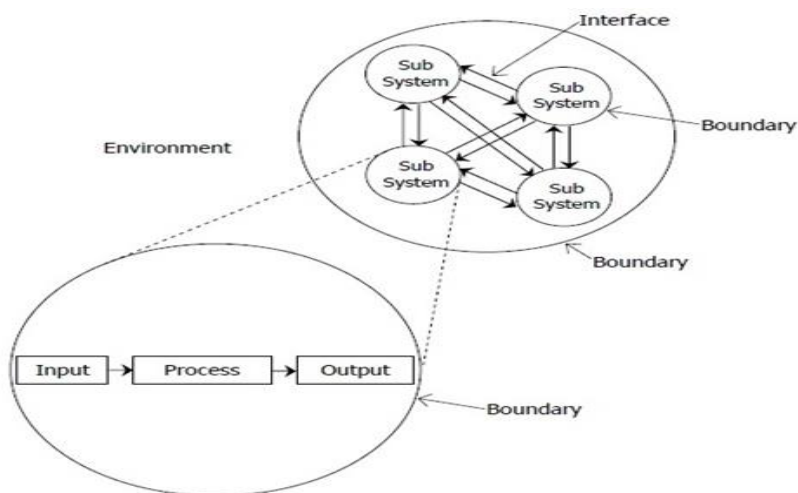 Interface
Sub
System
Sub
System
Boundary
Environment
Sub
System
Sub
System
Boundary
Input
Process
Output
Boundary